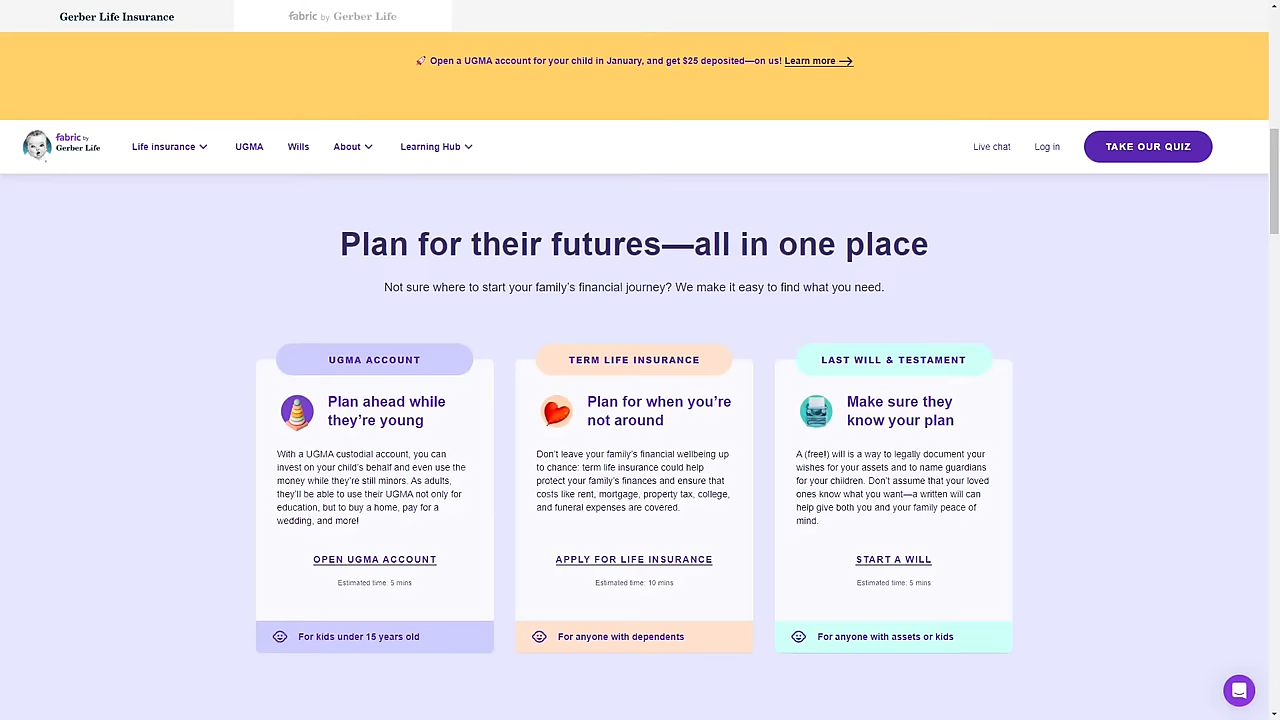 Gerber Life Insurance
fabric by Gerber Life
Open a UGMA account for your child in January, and get $25 deposited—on us! Learn more
fabric by
Gerber Life
Life insurance
UGMA
Wills
About
Learning Hub
Live chat
Log in
TAKE OUR QUIZ
Plan for their futures—all in one place
Not sure where to start your family's financial journey? We make it easy to find what you need.
UGMA ACCOUNT
Plan ahead while
they're young
With a UGMA custodial account, you can
invest on your child's behalf and even use the
money while they're still minors. As adults,
they'll be able to use their UGMA not only for
education, but to buy a home, pay for a
wedding, and more!
OPEN UGMA ACCOUNT
Estimated time: 5 mins
For kids under 15 years old
TERM LIFE INSURANCE
Plan for when you're
not around
Don't leave your family's financial wellbeing up
to chance: term life insurance could help
protect your family's finances and ensure that
costs like rent, mortgage, property tax, college,
and funeral expenses are covered.
APPLY FOR LIFE INSURANCE
Estimated time: 10 mins
For anyone with dependents
LAST WILL & TESTAMENT
Make sure they
know your plan
A (free!) will is a way to legally document your
wishes for your assets and to name guardians
for your children. Don't assume that your loved
ones know what you want—a written will can
help give both you and your family peace of
mind.
START A WILL
Estimated time: 5 mins
For anyone with assets or kids